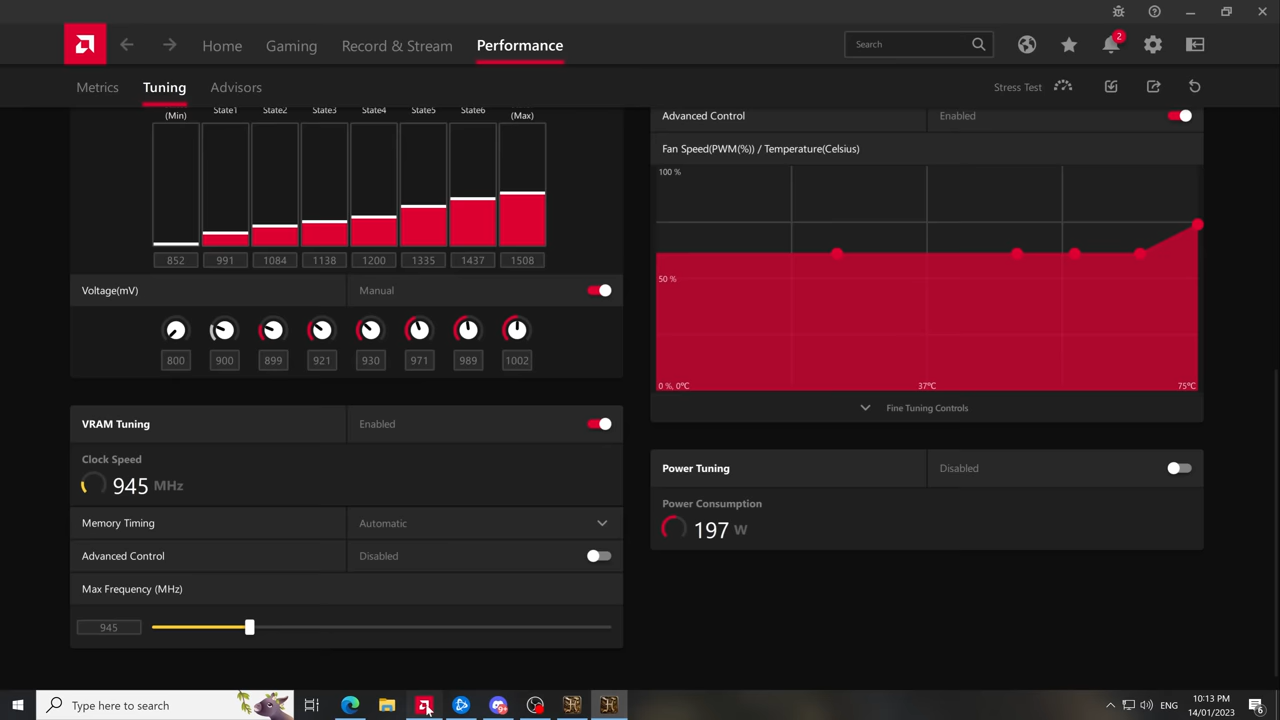 Home
Gaming
Record & Stream
Performance
Search
2
Metrics
Tuning
Advisors
Stress Test
(Min)
State1
State2
State3
State4
State5
State6
(Max)
852
991
1084
1138
1200
1335
1437
1508
Voltage(mV)
Manual
800
900
899
921
930
971
989
1002
VRAM Tuning
Enabled
Clock Speed
945 MHz
Memory Timing
Automatic
Advanced Control
Disabled
Max Frequency (MHz)
945
Advanced Control
Enabled
Fan Speed(PWM(%)) / Temperature(Celsius)
100 %
50 %
0 %, 0°C
37°C
75°C
Fine Tuning Controls
Power Tuning
Disabled
Power Consumption
197 W
Type here to search
ENG
10:13 PM
14/01/2023
6